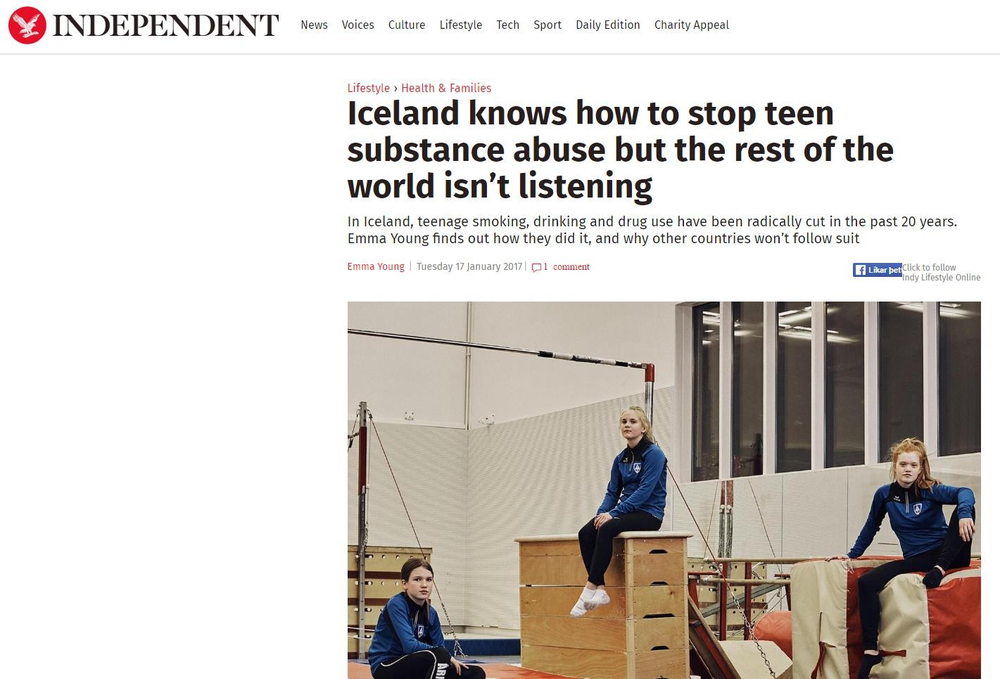 INDEPENDENT
News Voices Culture Lifestyle Tech Sport Daily Edition Charity Appeal
Lifestyle › Health & Families
Iceland knows how to stop teen
substance abuse but the rest of the
world isn’t listening
In Iceland, teenage smoking, drinking and drug use have been radically cut in the past 20 years.
Emma Young finds out how they did it, and why other countries won’t follow suit
Emma Young | Tuesday 17 January 2017 | 1 comment
Líkar þet
Click to follow
Indy Lifestyle Online